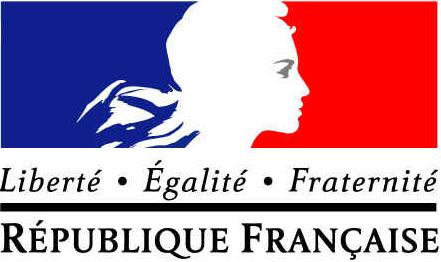 Liberté • Égalité • Fraternité
RÉPUBLIQUE FRANÇAISE